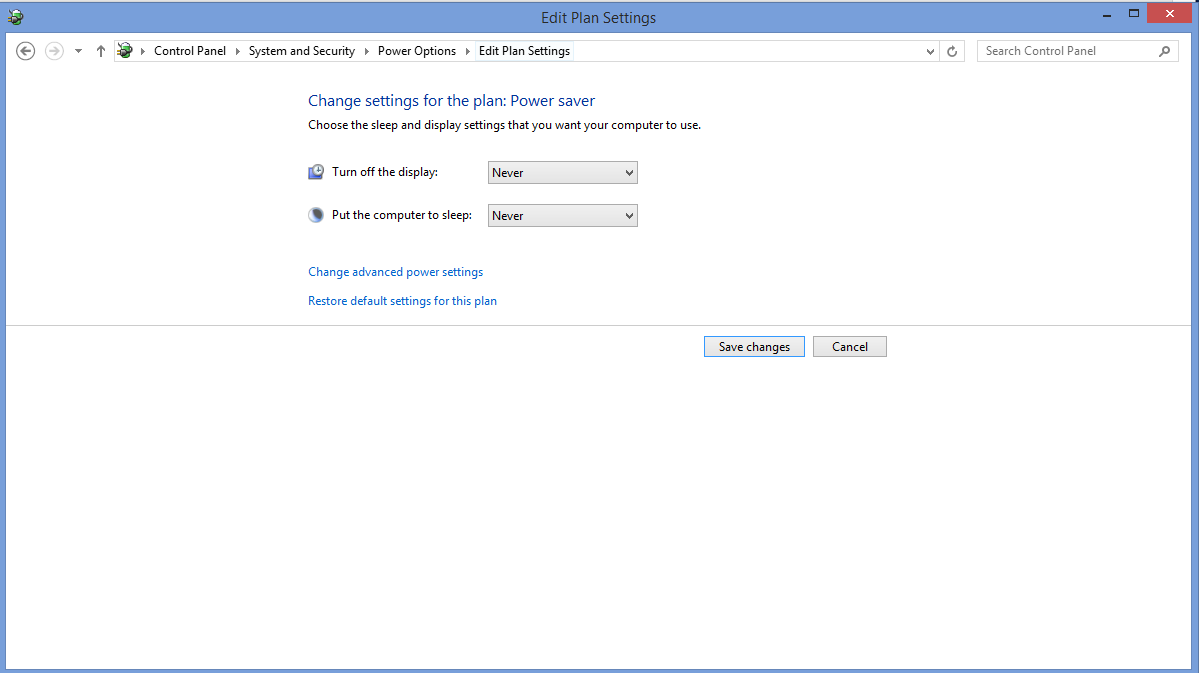 Edit Plan Settings
Control Panel System and Security Power Options Edit Plan Settings Search Control Panel
Change settings for the plan: Power saver
Choose the sleep and display settings that you want your computer to use.
Turn off the display: Never
Put the computer to sleep: Never
Change advanced power settings
Restore default settings for this plan
Save changes Cancel